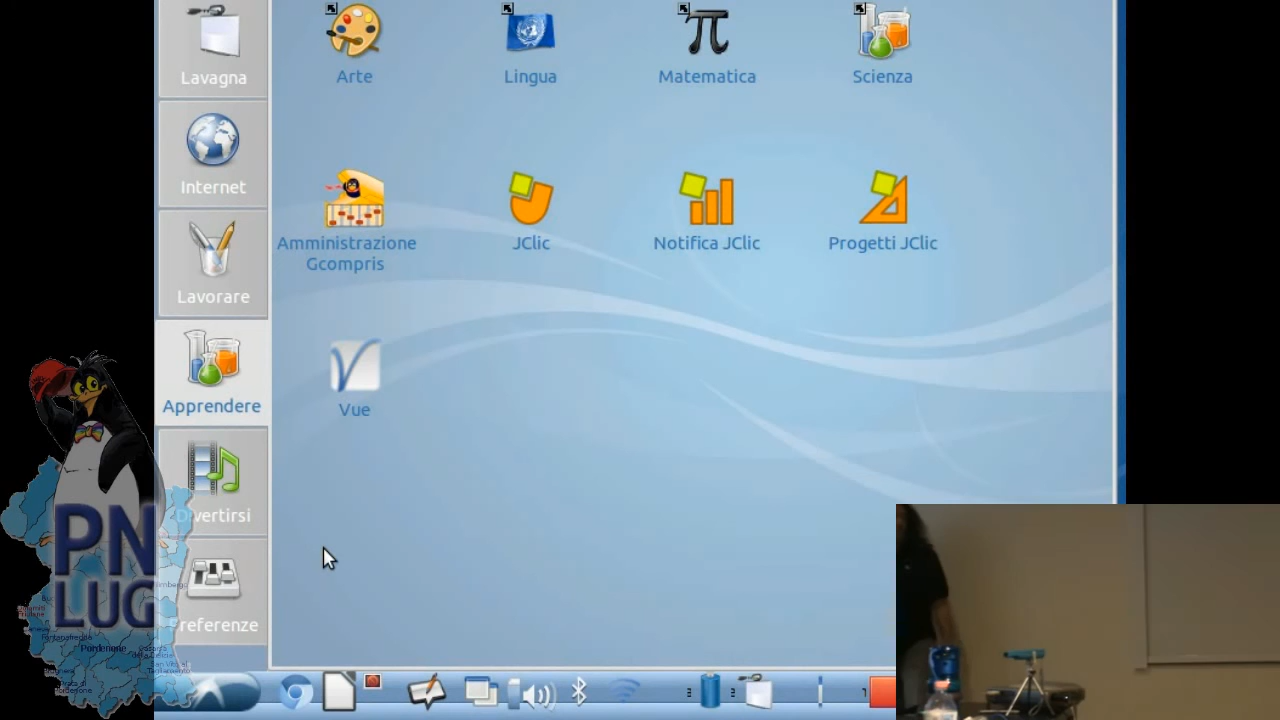 Lavagna
Arte
Lingua
Matematica
Scienza
Internet
Amministrazione
Gcompris
JClic
Notifica JClic
Progetti JClic
Lavorare
Apprendere
Vue
Divertirsi
Preferenze
PN
LUG
Pordenone